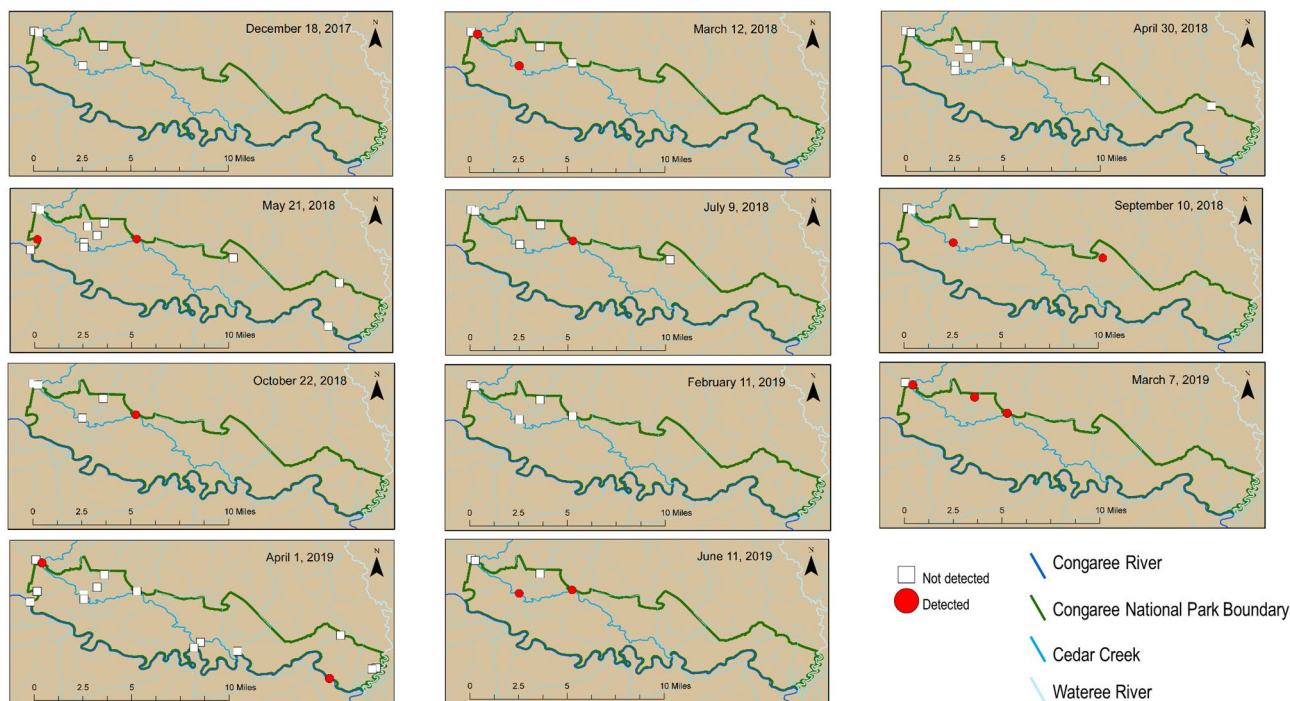 December 18, 2017
N
0 2.5 5 10 Miles
March 12, 2018
N
0 2.5 5 10 Miles
April 30, 2018
N
0 2.5 5 10 Miles
May 21, 2018
N
0 2.5 5 10 Miles
July 9, 2018
N
0 2.5 5 10 Miles
September 10, 2018
N
0 2.5 5 10 Miles
October 22, 2018
N
0 2.5 5 10 Miles
February 11, 2019
N
0 2.5 5 10 Miles
March 7, 2019
N
0 2.5 5 10 Miles
April 1, 2019
N
0 2.5 5 10 Miles
June 11, 2019
N
0 2.5 5 10 Miles
Not detected
Detected
Congaree River
Congaree National Park Boundary
Cedar Creek
Wateree River